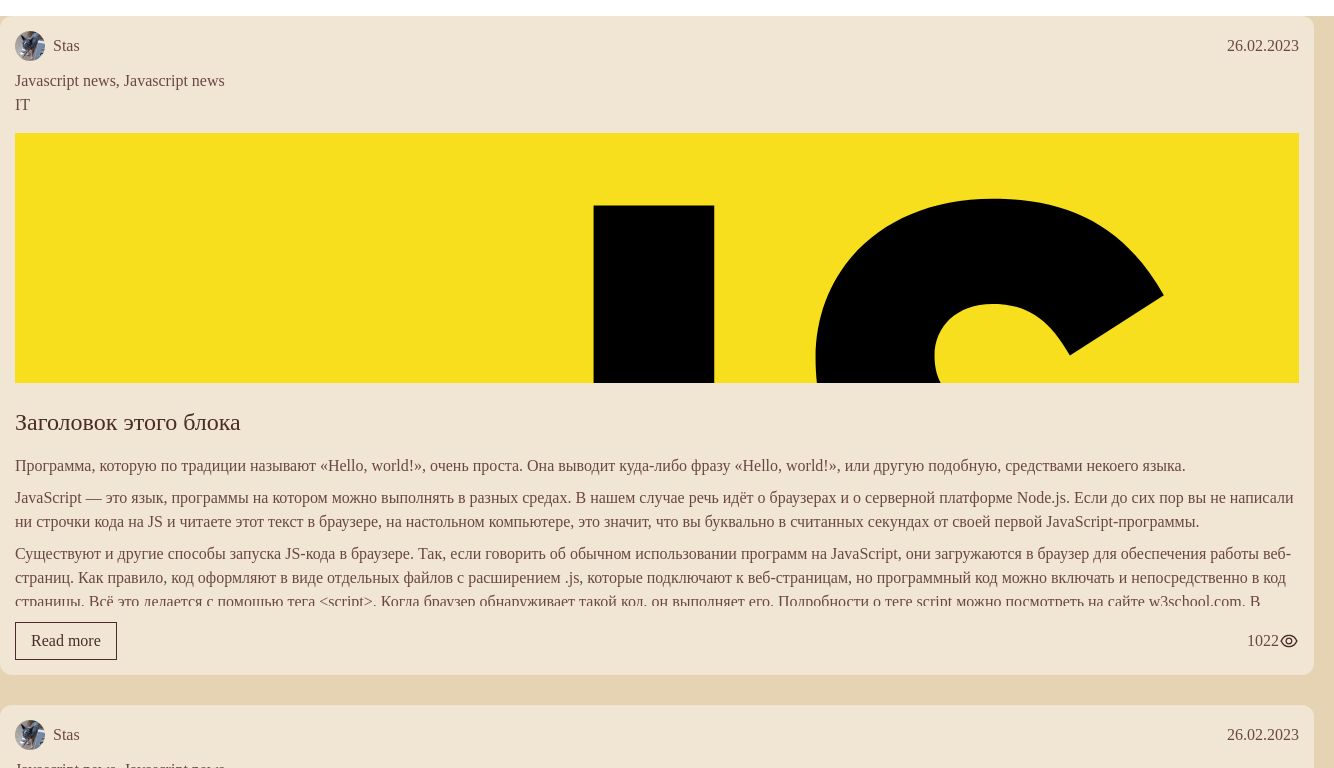 Stas
26.02.2023
Javascript news, Javascript news
IT
JS
Заголовок этого блока
Программа, которую по традиции называют «Hello, world!», очень проста. Она выводит куда-либо фразу «Hello, world!», или другую подобную, средствами некоего языка.
JavaScript — это язык, программы на котором можно выполнять в разных средах. В нашем случае речь идёт о браузерах и о серверной платформе Node.js. Если до сих пор вы не написали
ни строчки кода на JS и читаете этот текст в браузере, на настольном компьютере, это значит, что вы буквально в считанных секундах от своей первой JavaScript-программы.
Существуют и другие способы запуска JS-кода в браузере. Так, если говорить об обычном использовании программ на JavaScript, они загружаются в браузер для обеспечения работы веб-
страниц. Как правило, код оформляют в виде отдельных файлов с расширением .js, которые подключают к веб-страницам, но программный код можно включать и непосредственно в код
страницы. Всё это делается с помощью тега <script>. Когда браузер обнаруживает такой код, он выполняет его. Подробности о теге script можно посмотреть на сайте w3school.com. В
Read more
1022
Stas
26.02.2023
Javascript news, Javascript news